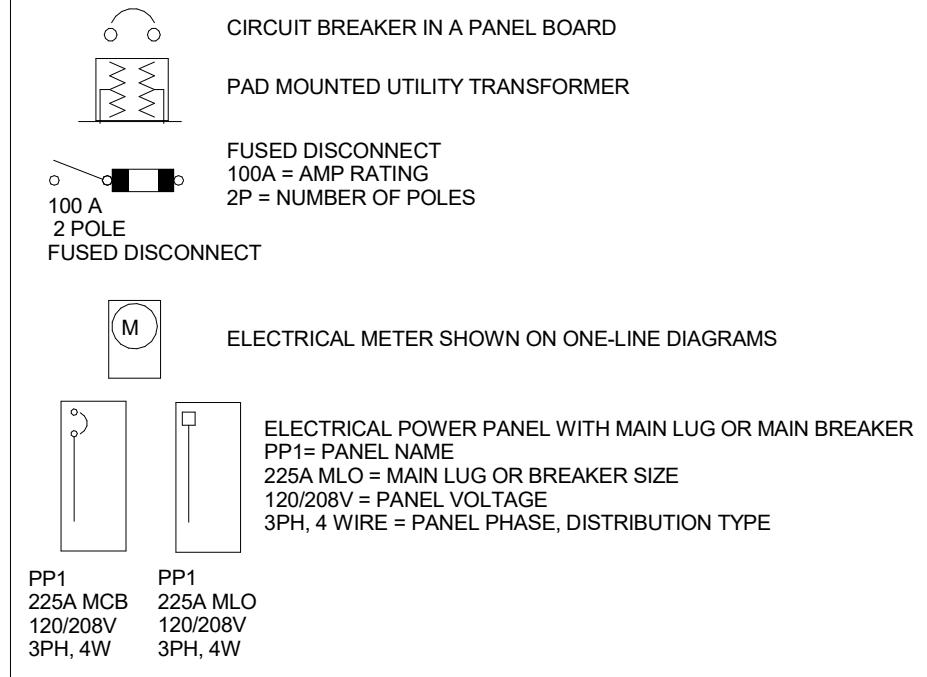 CIRCUIT BREAKER IN A PANEL BOARD
PAD MOUNTED UTILITY TRANSFORMER
FUSED DISCONNECT
100A = AMP RATING
2P = NUMBER OF POLES
100 A
2 POLE
FUSED DISCONNECT
M
ELECTRICAL METER SHOWN ON ONE-LINE DIAGRAMS
ELECTRICAL POWER PANEL WITH MAIN LUG OR MAIN BREAKER
PP1= PANEL NAME
225A MLO = MAIN LUG OR BREAKER SIZE
120/208V = PANEL VOLTAGE
3PH, 4 WIRE = PANEL PHASE, DISTRIBUTION TYPE
PP1
225A MCB
120/208V
3PH, 4W
PP1
225A MLO
120/208V
3PH, 4W